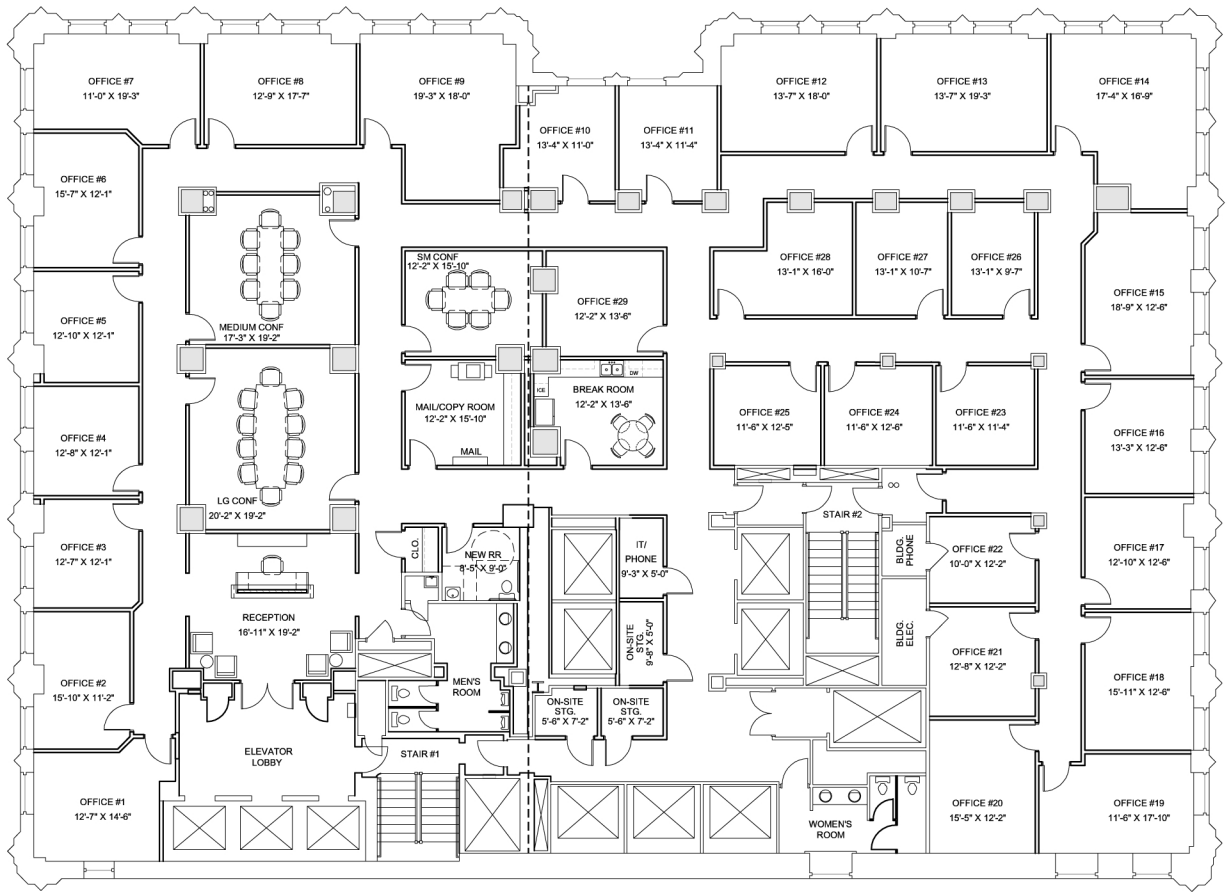 OFFICE #7
11'-0" X 19'-3"
OFFICE #8
12'-9" X 17'-7"
OFFICE #9
19'-3" X 18'-0"
OFFICE #10
13'-4" X 11'-0"
OFFICE #11
13'-4" X 11'-4"
OFFICE #12
13'-7" X 18'-0"
OFFICE #13
13'-7" X 19'-3"
OFFICE #14
17'-4" X 16'-9"
OFFICE #6
15'-7" X 12'-1"
SM CONF
12'-2" X 15'-10"
OFFICE #28
13'-1" X 16'-0"
OFFICE #27
13'-1" X 10'-7"
OFFICE #26
13'-1" X 9'-7"
OFFICE #29
12'-2" X 13'-6"
OFFICE #15
18'-9" X 12'-6"
OFFICE #5
12'-10" X 12'-1"
MEDIUM CONF
17'-3" X 19'-2"
DW
ICE
BREAK ROOM
12'-2" X 13'-6"
MAIL/COPY ROOM
12'-2" X 15'-10"
MAIL
OFFICE #25
11'-6" X 12'-5"
OFFICE #24
11'-6" X 12'-6"
OFFICE #23
11'-6" X 11'-4"
OFFICE #16
13'-3" X 12'-6"
OFFICE #4
12'-8" X 12'-1"
LG CONF
20'-2" X 19'-2"
STAIR #2
OFFICE #3
12'-7" X 12'-1"
CLO.
NEW RR
8'-5" X 9'-0"
IT/
PHONE
9'-3" X 5'-0"
BLDG.
PHONE
OFFICE #22
10'-0" X 12'-2"
OFFICE #17
12'-10" X 12'-6"
RECEPTION
16'-11" X 19'-2"
ON-SITE
STG.
9'-8" X 5'-0"
BLDG.
ELEC.
OFFICE #21
12'-8" X 12'-2"
OFFICE #2
15'-10" X 11'-2"
MEN'S
ROOM
OFFICE #18
15'-11" X 12'-6"
ON-SITE
STG.
5'-6" X 7'-2"
ON-SITE
STG.
5'-6" X 7'-2"
ELEVATOR
LOBBY
STAIR #1
OFFICE #1
12'-7" X 14'-6"
WOMEN'S
ROOM
OFFICE #20
15'-5" X 12'-2"
OFFICE #19
11'-6" X 17'-10"